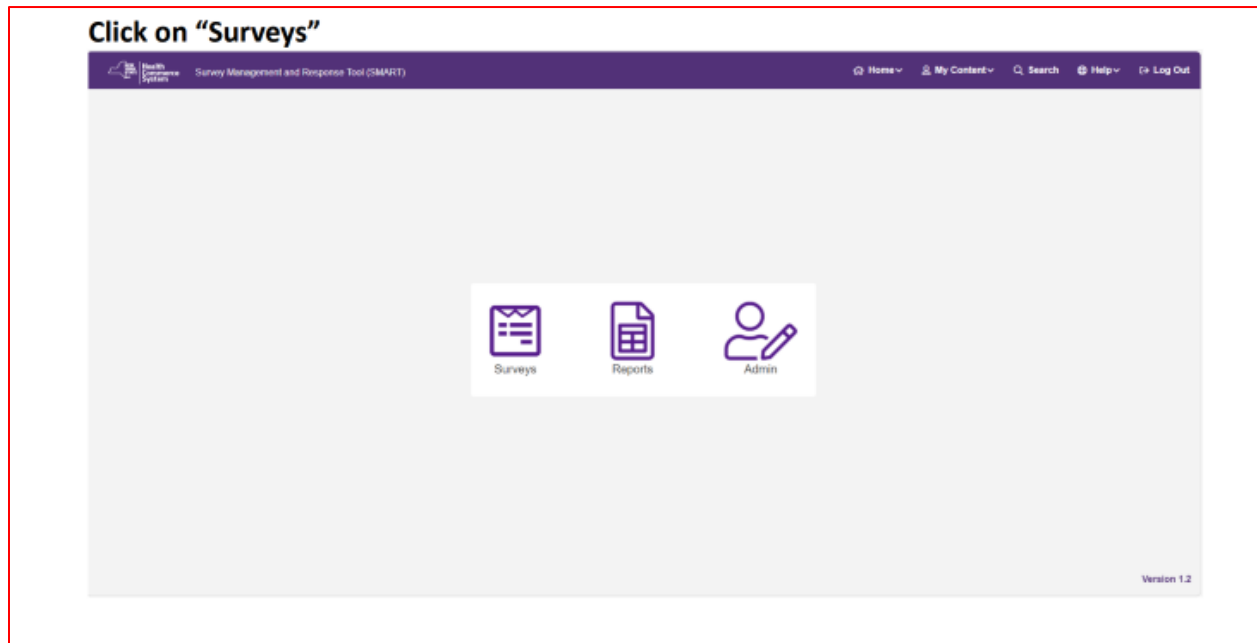 Click on “Surveys”
Health
Commerce
System
Survey Management and Response Tool (SMART)
Home
My Content
Search
Help
Log Out
Surveys
Reports
Admin
Version 1.2